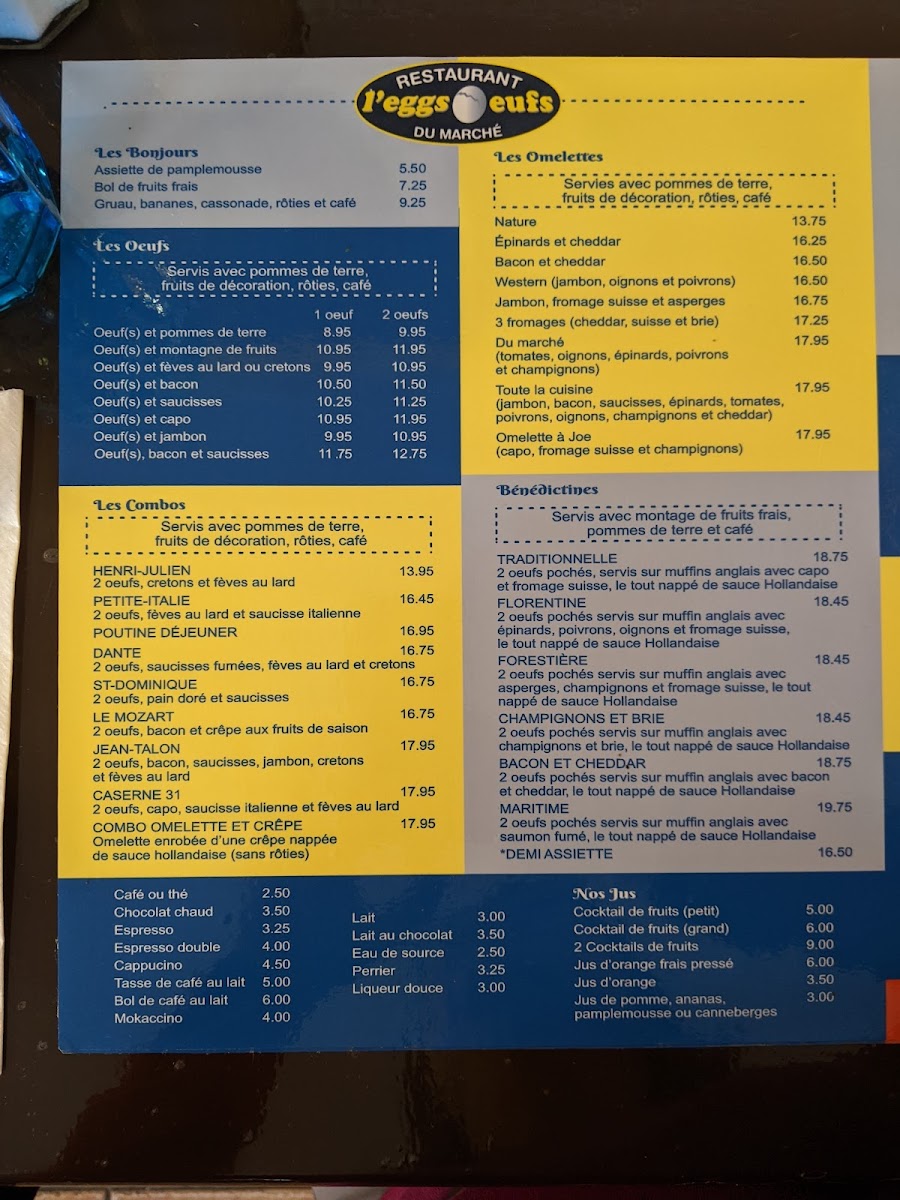 RESTAURANT
l'eggs oeufs
DU MARCHÉ
Les Bonjours
Assiette de pamplemousse 5.50
Bol de fruits frais 7.25
Gruau, bananes, cassonade, rôties et café 9.25
Les Oeufs
Servis avec pommes de terre,
fruits de décoration, rôties, café
1 oeuf 2 oeufs
Oeuf(s) et pommes de terre 8.95 9.95
Oeuf(s) et montagne de fruits 10.95 11.95
Oeuf(s) et fèves au lard ou cretons 9.95 10.95
Oeuf(s) et bacon 10.50 11.50
Oeuf(s) et saucisses 10.25 11.25
Oeuf(s) et capo 10.95 11.95
Oeuf(s) et jambon 9.95 10.95
Oeuf(s), bacon et saucisses 11.75 12.75
Les Combos
Servis avec pommes de terre,
fruits de décoration, rôties, café
HENRI-JULIEN 13.95
2 oeufs, cretons et fèves au lard
PETITE-ITALIE 16.45
2 oeufs, fèves au lard et saucisse italienne
POUTINE DÉJEUNER 16.95
DANTE 16.75
2 oeufs, saucisses fumées, fèves au lard et cretons
ST-DOMINIQUE 16.75
2 oeufs, pain doré et saucisses
LE MOZART 16.75
2 oeufs, bacon et crêpe aux fruits de saison
JEAN-TALON 17.95
2 oeufs, bacon, saucisses, jambon, cretons
et fèves au lard
CASERNE 31 17.95
2 oeufs, capo, saucisse italienne et fèves au lard
COMBO OMELETTE ET CRÊPE 17.95
Omelette enrobée d'une crêpe nappée
de sauce hollandaise (sans rôties)
Les Omelettes
Servies avec pommes de terre,
fruits de décoration, rôties, café
Nature 13.75
Épinards et cheddar 16.25
Bacon et cheddar 16.50
Western (jambon, oignons et poivrons) 16.50
Jambon, fromage suisse et asperges 16.75
3 fromages (cheddar, suisse et brie) 17.25
Du marché 17.95
(tomates, oignons, épinards, poivrons
et champignons)
Toute la cuisine 17.95
(jambon, bacon, saucisses, épinards, tomates,
poivrons, oignons, champignons et cheddar)
Omelette à Joe 17.95
(capo, fromage suisse et champignons)
Bénédictines
Servis avec montage de fruits frais,
pommes de terre et café
TRADITIONNELLE 18.75
2 oeufs pochés, servis sur muffins anglais avec capo
et fromage suisse, le tout nappé de sauce Hollandaise
FLORENTINE 18.45
2 oeufs pochés servis sur muffin anglais avec
épinards, poivrons, oignons et fromage suisse,
le tout nappé de sauce Hollandaise
FORESTIÈRE 18.45
2 oeufs pochés servis sur muffin anglais avec
asperges, champignons et fromage suisse, le tout
nappé de sauce Hollandaise
CHAMPIGNONS ET BRIE 18.45
2 oeufs pochés servis sur muffin anglais avec
champignons et brie, le tout nappé de sauce Hollandaise
BACON ET CHEDDAR 18.75
2 oeufs pochés servis sur muffin anglais avec bacon
et cheddar, le tout nappé de sauce Hollandaise
MARITIME 19.75
2 oeufs pochés servis sur muffin anglais avec
saumon fumé, le tout nappé de sauce Hollandaise
*DEMI ASSIETTE 16.50
Café ou thé 2.50
Chocolat chaud 3.50
Espresso 3.25
Espresso double 4.00
Cappucino 4.50
Tasse de café au lait 5.00
Bol de café au lait 6.00
Mokaccino 4.00
Lait 3.00
Lait au chocolat 3.50
Eau de source 2.50
Perrier 3.25
Liqueur douce 3.00
Nos Jus
Cocktail de fruits (petit) 5.00
Cocktail de fruits (grand) 6.00
2 Cocktails de fruits 9.00
Jus d'orange frais pressé 6.00
Jus d'orange 3.50
Jus de pomme, ananas, 3.00
pamplemousse ou canneberges